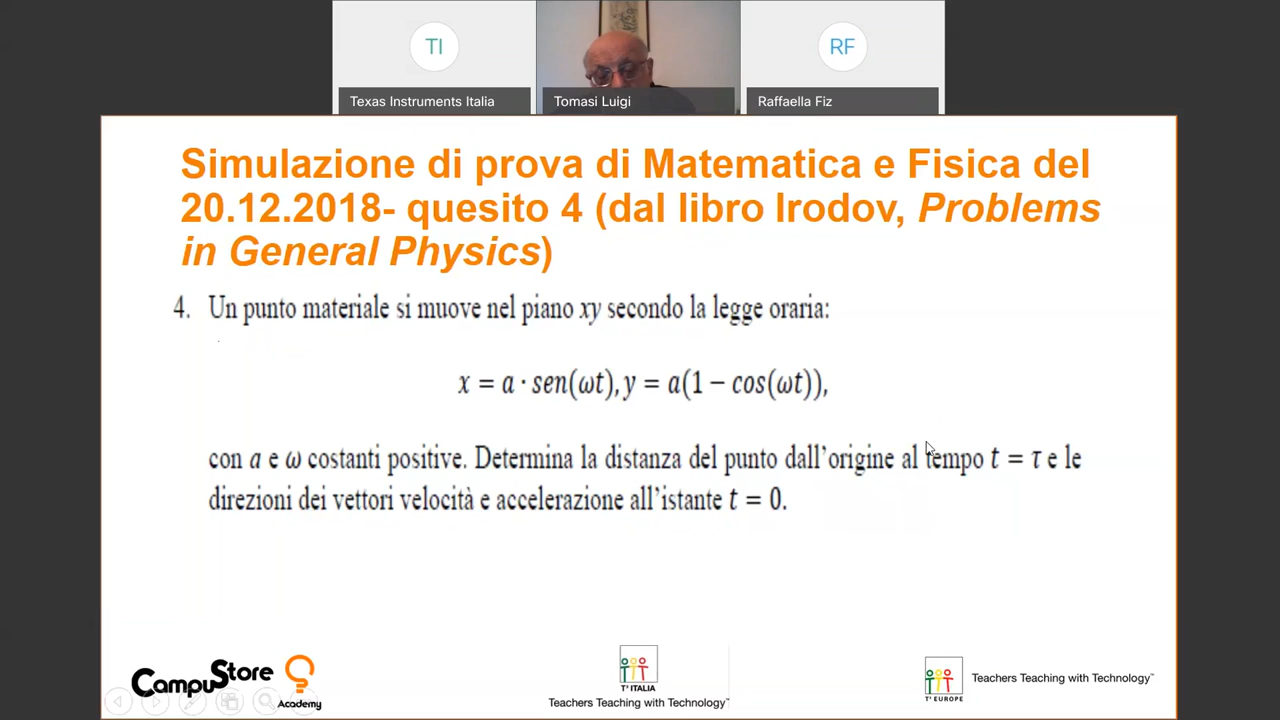 TI
RF
Texas Instruments Italia
Tomasi Luigi
Raffaella Fiz
Simulazione di prova di Matematica e Fisica del
20.12.2018- quesito 4 (dal libro Irodov, Problems
in General Physics)
4. Un punto materiale si muove nel piano xy secondo la legge oraria:
x = a · sen(ωt), y = a(1 − cos(ωt)),
con a e ω costanti positive. Determina la distanza del punto dall'origine al tempo t = τ e le
direzioni dei vettori velocità e accelerazione all'istante t = 0.
CampuStore
Academy
T³ ITALIA
Teachers Teaching with Technology™
T³ EUROPE
Teachers Teaching with Technology™